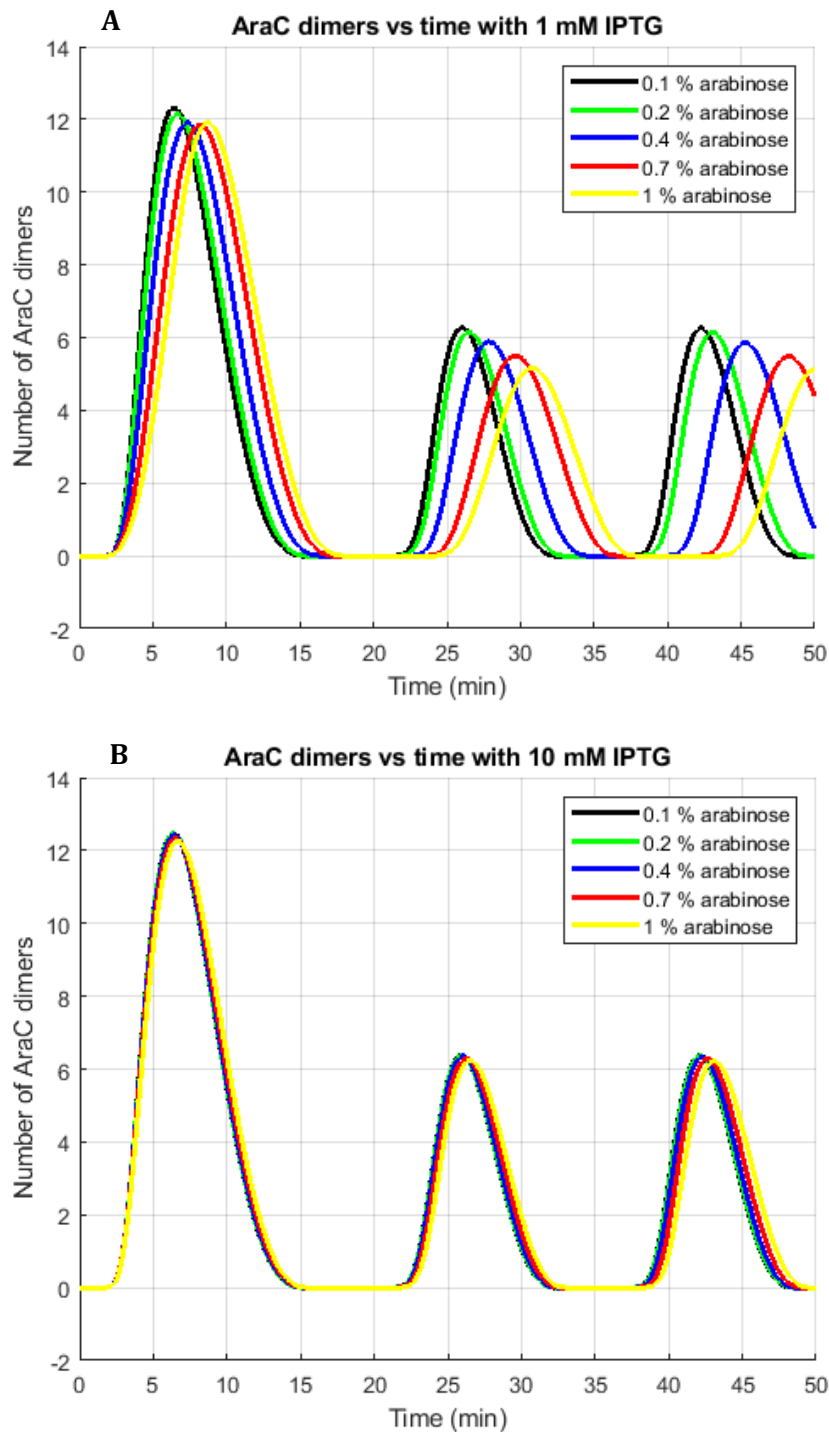 A
AraC dimers vs time with 1 mM IPTG
14
12
10
8
6
4
2
0
-2
Number of AraC dimers
0.1 % arabinose
0.2 % arabinose
0.4 % arabinose
0.7 % arabinose
1 % arabinose
0 5 10 15 20 25 30 35 40 45 50
Time (min)
B
AraC dimers vs time with 10 mM IPTG
14
12
10
8
6
4
2
0
-2
Number of AraC dimers
0.1 % arabinose
0.2 % arabinose
0.4 % arabinose
0.7 % arabinose
1 % arabinose
0 5 10 15 20 25 30 35 40 45 50
Time (min)